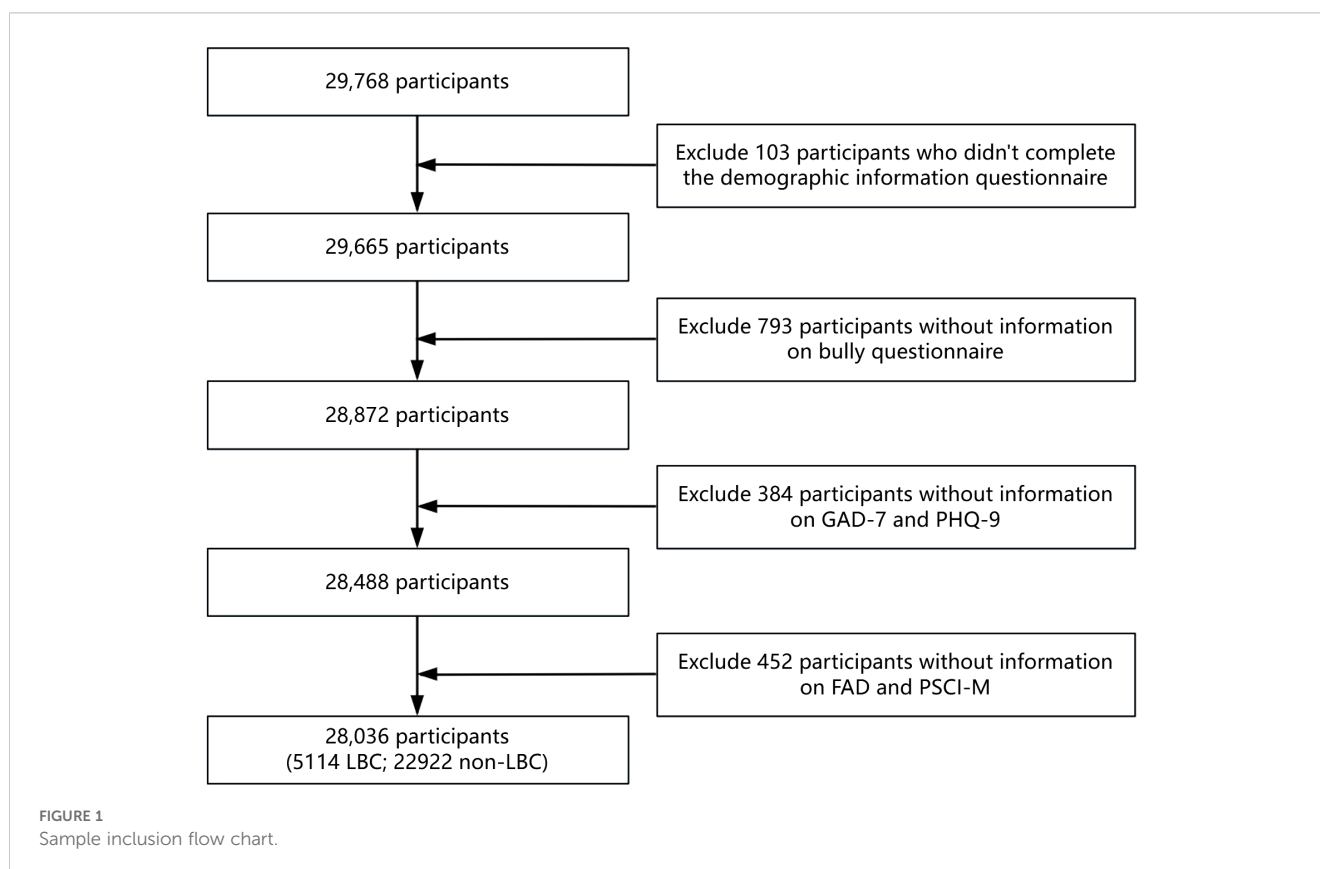 29,768 participants
Exclude 103 participants who didn't complete
the demographic information questionnaire
29,665 participants
Exclude 793 participants without information
on bully questionnaire
28,872 participants
Exclude 384 participants without information
on GAD-7 and PHQ-9
28,488 participants
Exclude 452 participants without information
on FAD and PSCI-M
28,036 participants
(5114 LBC; 22922 non-LBC)
FIGURE 1
Sample inclusion flow chart.